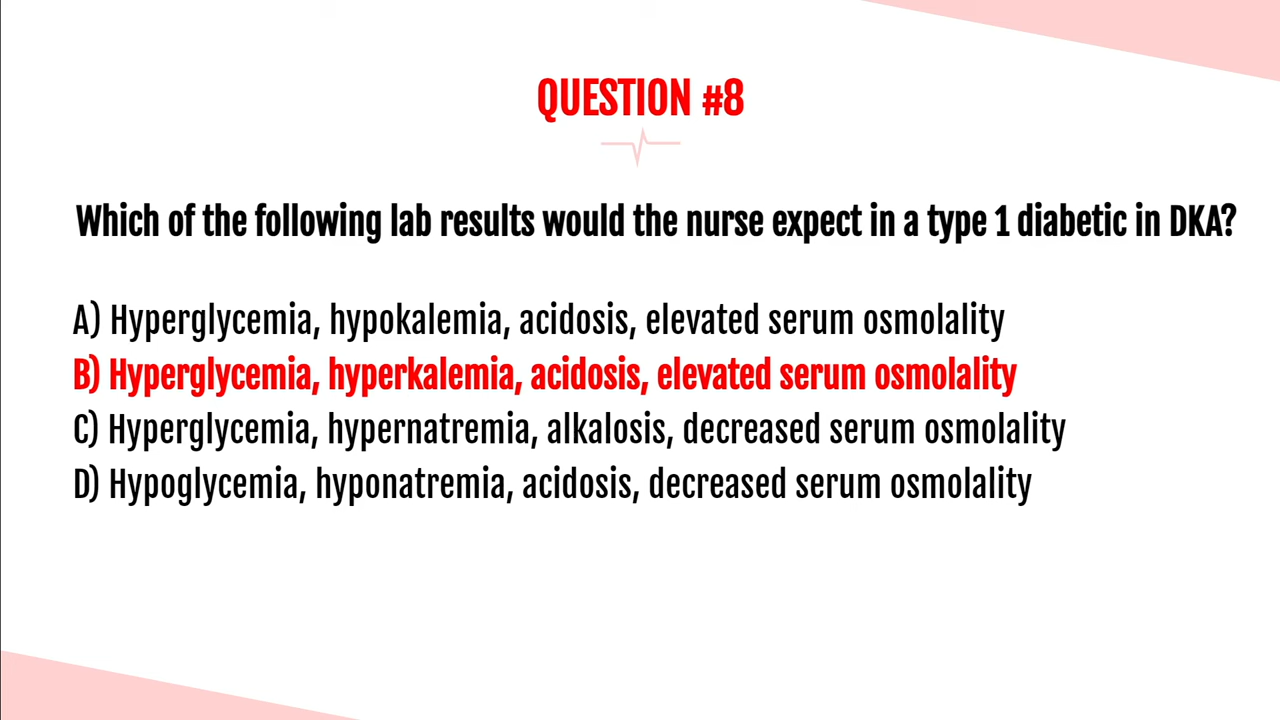 QUESTION #8
Which of the following lab results would the nurse expect in a type 1 diabetic in DKA?
A) Hyperglycemia, hypokalemia, acidosis, elevated serum osmolality
B) Hyperglycemia, hyperkalemia, acidosis, elevated serum osmolality
C) Hyperglycemia, hypernatremia, alkalosis, decreased serum osmolality
D) Hypoglycemia, hyponatremia, acidosis, decreased serum osmolality